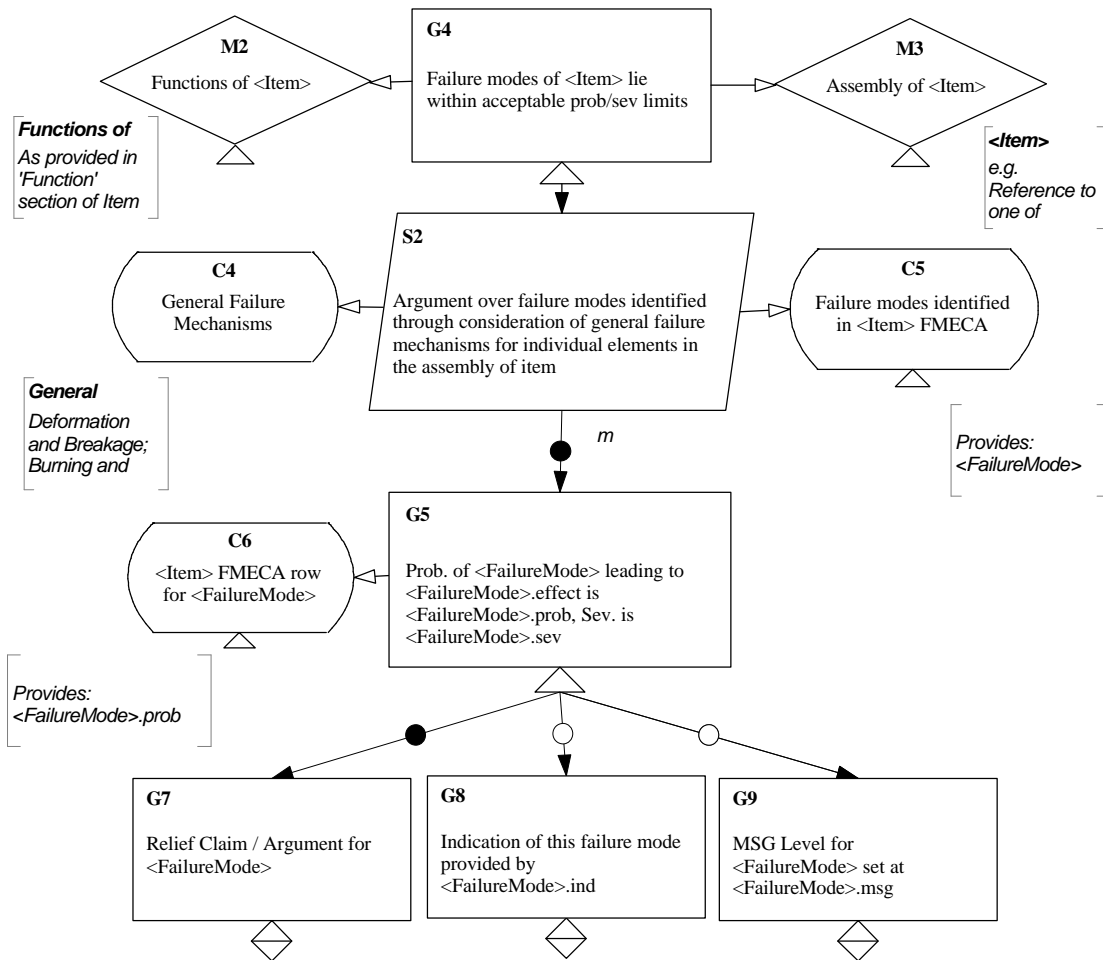 M2
Functions of <Item>
G4
Failure modes of <Item> lie
within acceptable prob/sev limits
M3
Assembly of <Item>
Functions of
As provided in
'Function'
section of Item
<Item>
e.g.
Reference to
one of
S2
Argument over failure modes identified
through consideration of general failure
mechanisms for individual elements in
the assembly of item
C4
General Failure
Mechanisms
C5
Failure modes identified
in <Item> FMECA
General
Deformation
and Breakage;
Burning and
m
Provides:
<FailureMode>
G5
Prob. of <FailureMode> leading to
<FailureMode>.effect is
<FailureMode>.prob, Sev. is
<FailureMode>.sev
C6
<Item> FMECA row
for <FailureMode>
Provides:
<FailureMode>.prob
G7
Relief Claim / Argument for
<FailureMode>
G8
Indication of this failure mode
provided by
<FailureMode>.ind
G9
MSG Level for
<FailureMode> set at
<FailureMode>.msg